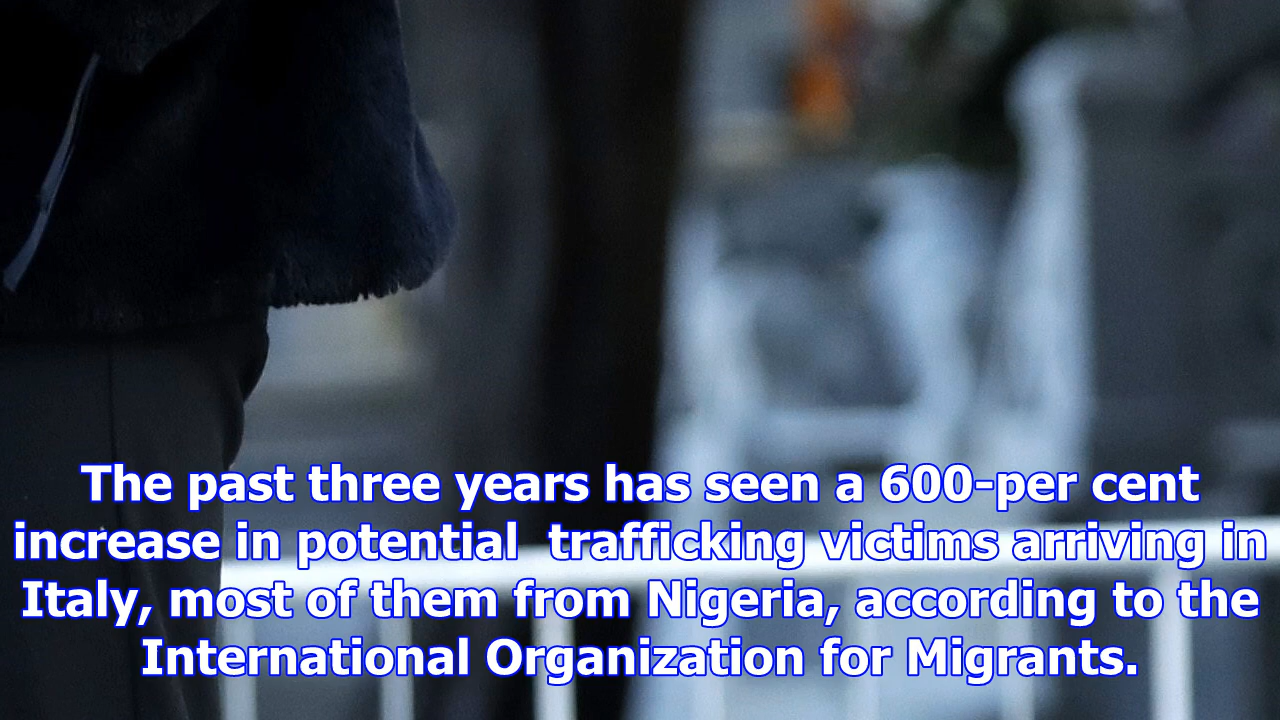 The past three years has seen a 600-per cent
increase in potential  trafficking victims arriving in
Italy, most of them from Nigeria, according to the
International Organization for Migrants.